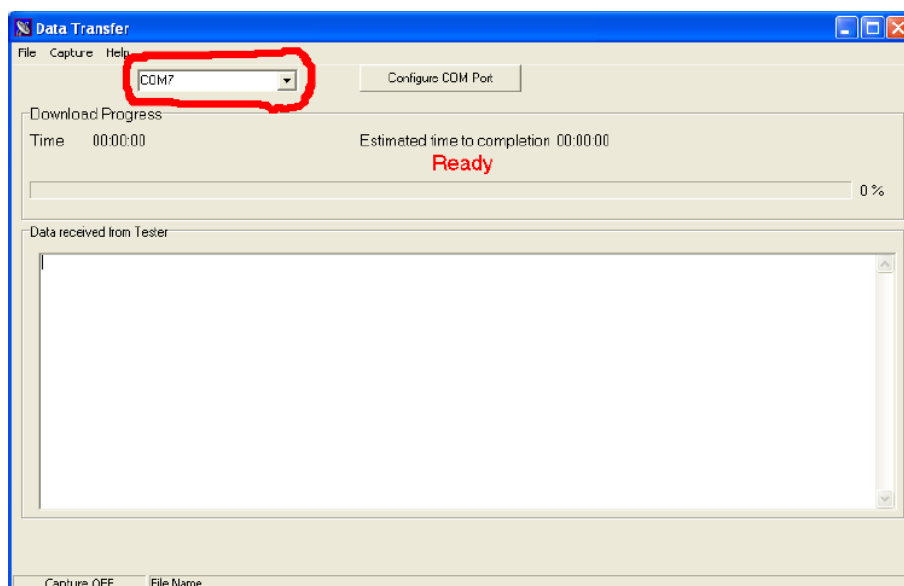 Data Transfer
File Capture Help
COM7
Configure COM Port
Download Progress
Time 00:00:00 Estimated time to completion 00:00:00
Ready
0 %
Data received from Tester
Capture OFF File Name